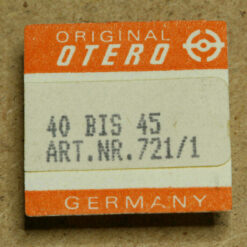 ORIGINAL
OTERO
40 BIS 45
ART.NR.721/1
GERMANY